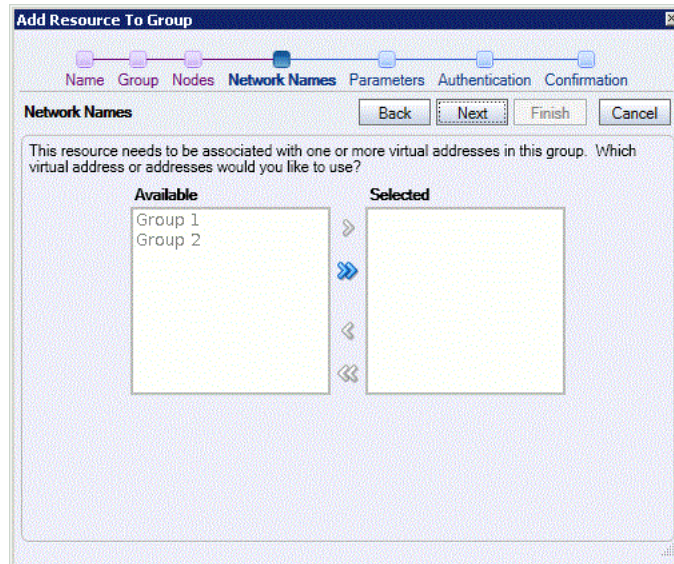 Add Resource To Group
Name Group Nodes Network Names Parameters Authentication Confirmation
Network Names Back Next Finish Cancel
This resource needs to be associated with one or more virtual addresses in this group. Which
virtual address or addresses would you like to use?
Available Selected
Group 1
Group 2